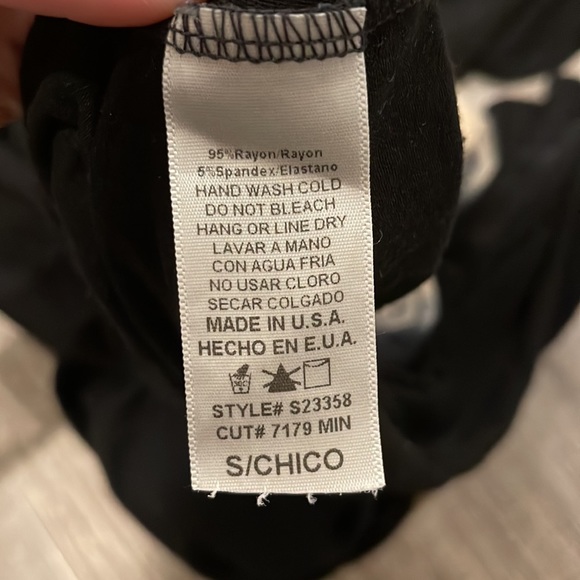 95%Rayon/Rayon
5%Spandex/Elastano
HAND WASH COLD
DO NOT BLEACH
HANG OR LINE DRY
LAVAR A MANO
CON AGUA FRIA
NO USAR CLORO
SECAR COLGADO
MADE IN U.S.A.
HECHO EN E.U.A.
STYLE# S23358
CUT# 7179 MIN
S/CHICO